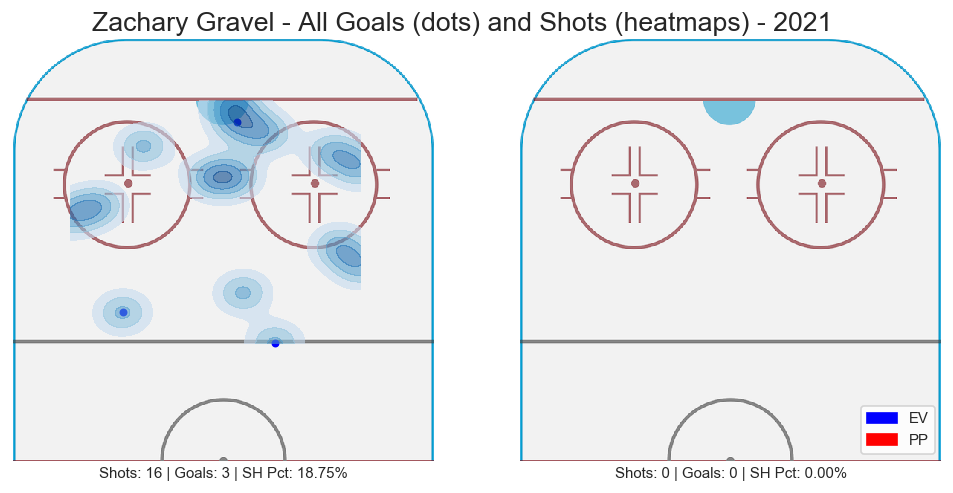 Zachary Gravel - All Goals (dots) and Shots (heatmaps) - 2021
EV
PP
Shots: 16 | Goals: 3 | SH Pct: 18.75%
Shots: 0 | Goals: 0 | SH Pct: 0.00%